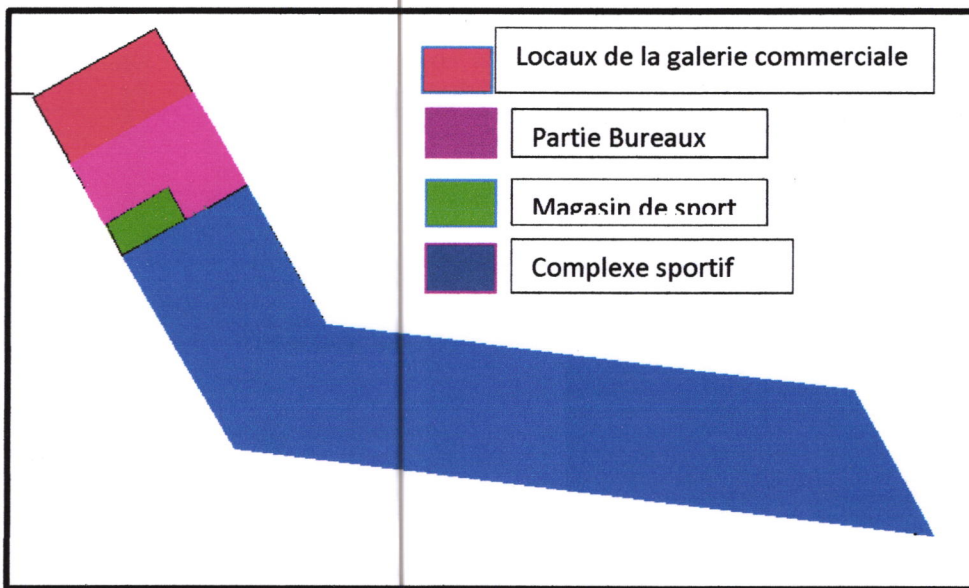 Locaux de la galerie commerciale
Partie Bureaux
Magasin de sport
Complexe sportif